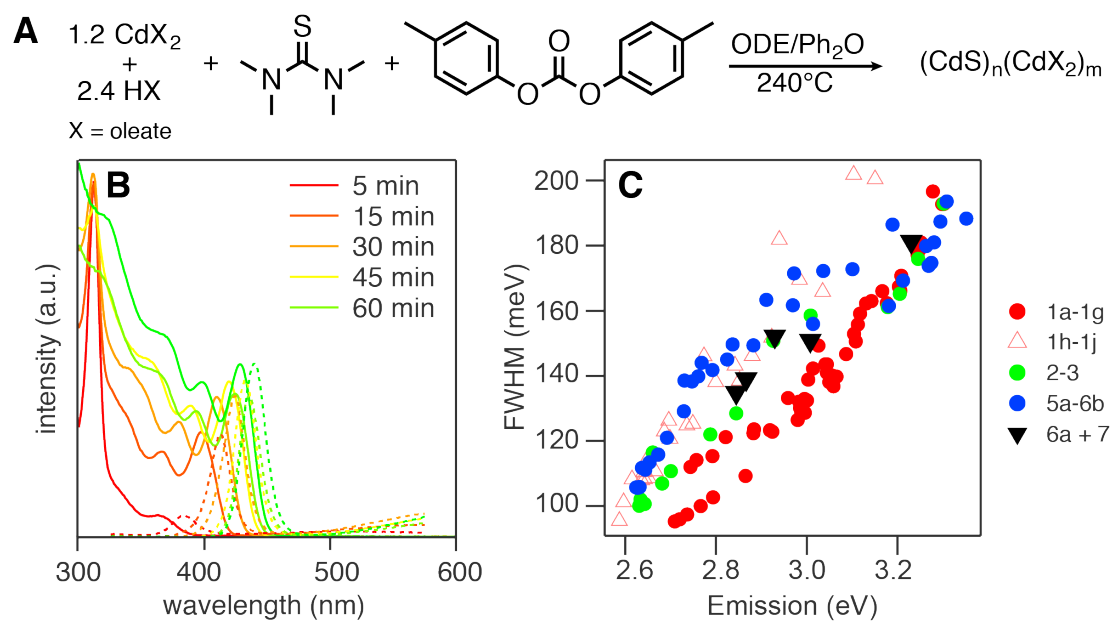 A
1.2 CdX2
+
2.4 HX
X = oleate
+
S
N
N
+
O
O
O
ODE/Ph2O
240°C
(CdS)n(CdX2)m
B
5 min
15 min
30 min
45 min
60 min
intensity (a.u.)
300
400
500
600
wavelength (nm)
C
200
180
160
140
120
100
FWHM (meV)
2.6
2.8
3.0
3.2
Emission (eV)
1a-1g
1h-1j
2-3
5a-6b
6a + 7